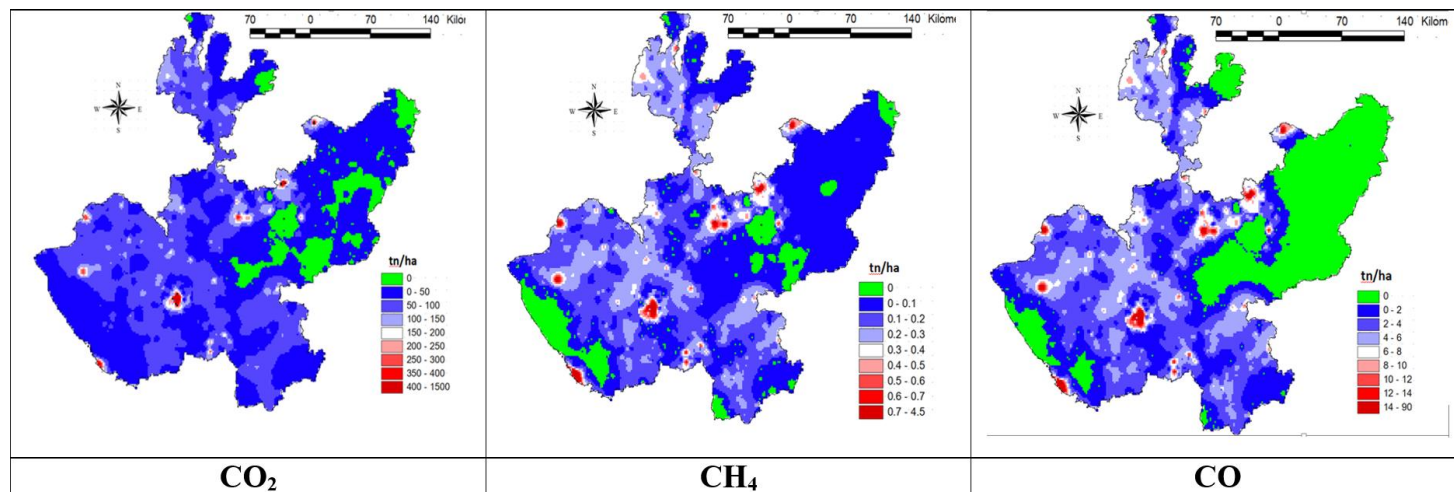 70 0 70 140 Kilome
N
W E
S
tn/ha
0
0 - 50
50 - 100
100 - 150
150 - 200
200 - 250
250 - 300
350 - 400
400 - 1500
CO₂
70 0 70 140 Kilome
N
W E
S
tn/ha
0
0 - 0.1
0.1 - 0.2
0.2 - 0.3
0.3 - 0.4
0.4 - 0.5
0.5 - 0.6
0.6 - 0.7
0.7 - 4.5
CH₄
70 0 70 140 Kilom
N
W E
S
tn/ha
0
0 - 2
2 - 4
4 - 6
6 - 8
8 - 10
10 - 12
12 - 14
14 - 90
CO